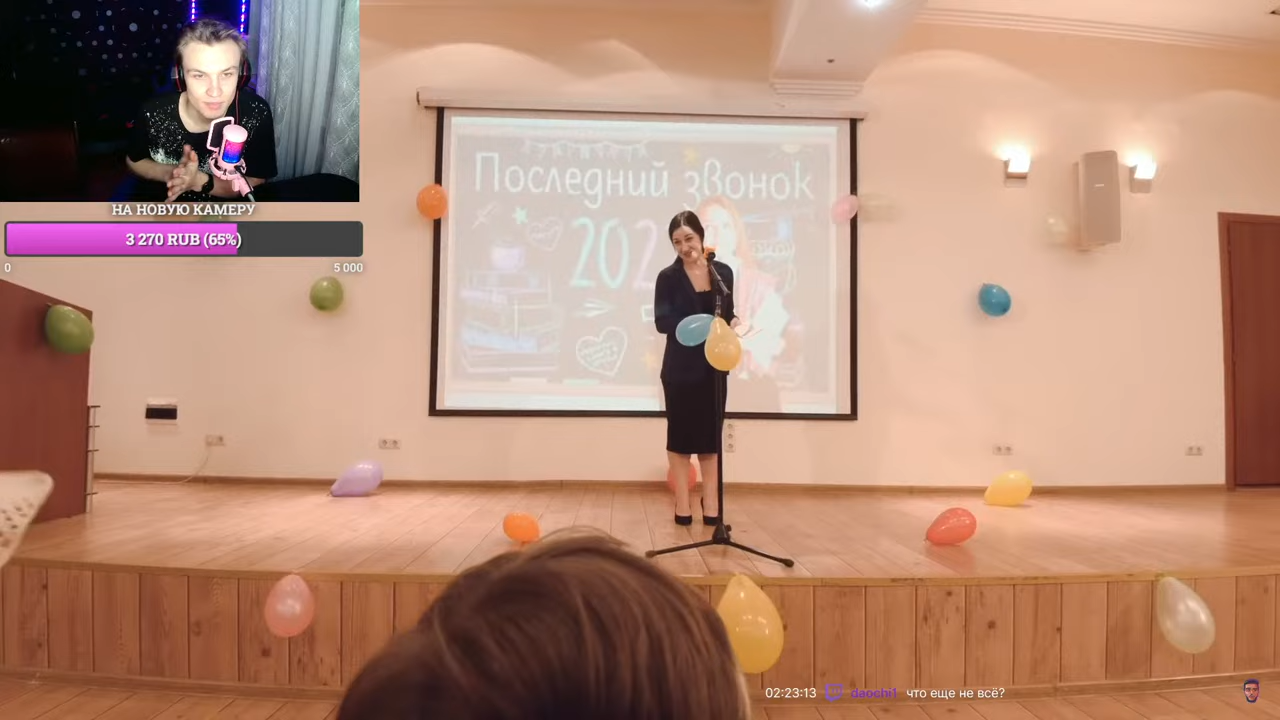 НА НОВУЮ КАМЕРУ
3 270 RUB (65%)
0
5 000
Последний звонок
202
02:23:13 daochi1 что еще не всё?